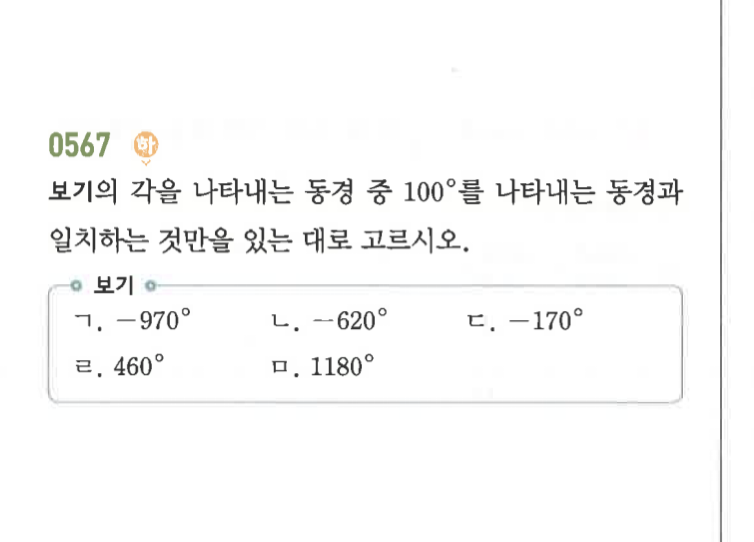 0567 하
보기의 각을 나타내는 동경 중 100°를 나타내는 동경과
일치하는 것만을 있는 대로 고르시오.
보기
ㄱ. -970° ㄴ. -620° ㄷ. -170°
ㄹ. 460° ㅁ. 1180°